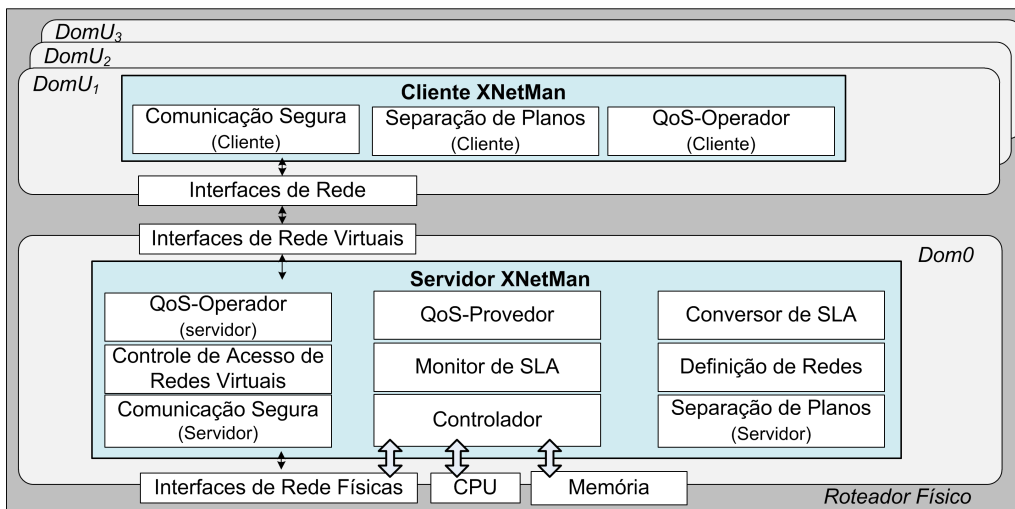 DomU3
DomU2
DomU1
Cliente XNetMan
Comunicação Segura
(Cliente)
Separação de Planos
(Cliente)
QoS-Operador
(Cliente)
Interfaces de Rede
Interfaces de Rede Virtuais
Dom0
Servidor XNetMan
QoS-Operador
(servidor)
QoS-Provedor
Conversor de SLA
Controle de Acesso de
Redes Virtuais
Monitor de SLA
Definição de Redes
Comunicação Segura
(Servidor)
Controlador
Separação de Planos
(Servidor)
Interfaces de Rede Físicas
CPU
Memória
Roteador Físico